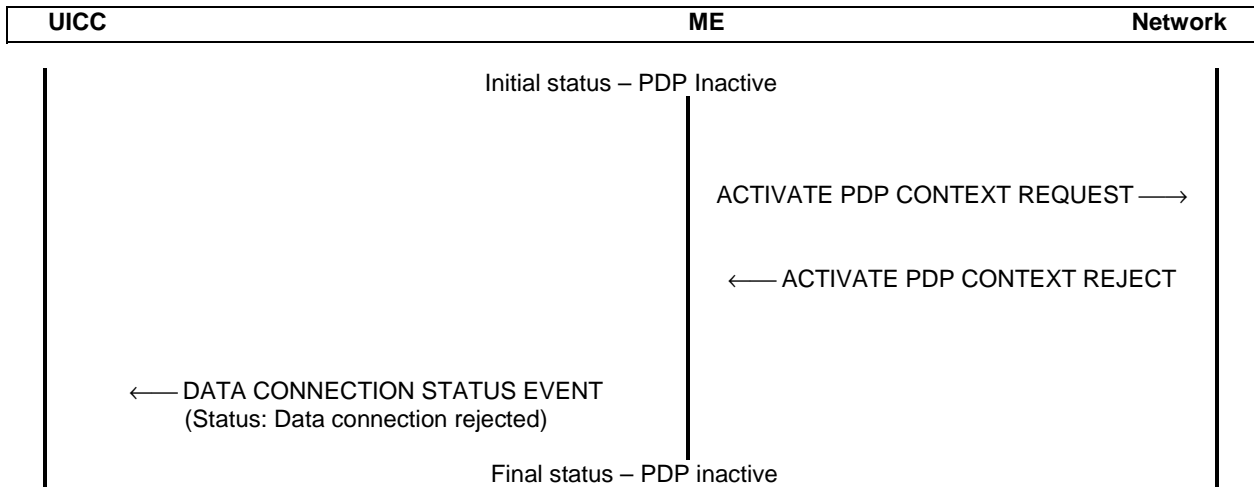 UICC ME Network
Initial status – PDP Inactive
ACTIVATE PDP CONTEXT REQUEST ⟶
⟵ ACTIVATE PDP CONTEXT REJECT
⟵ DATA CONNECTION STATUS EVENT
(Status: Data connection rejected)
Final status – PDP inactive